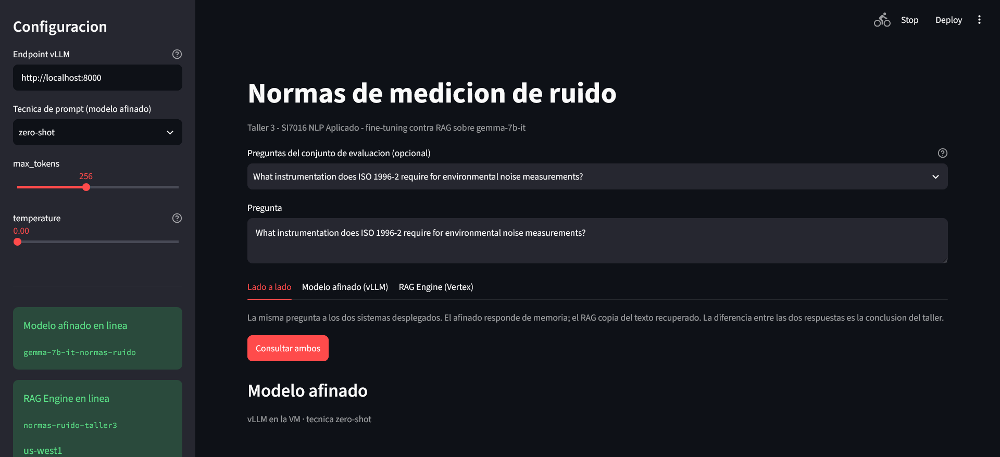 Configuracion
Endpoint vLLM
http://localhost:8000
Tecnica de prompt (modelo afinado)
zero-shot
max_tokens
256
temperature
0.00
Modelo afinado en linea
gemma-7b-it-normas-ruido
RAG Engine en linea
normas-ruido-taller3
us-west1
Stop
Deploy
Normas de medicion de ruido
Taller 3 - SI7016 NLP Aplicado - fine-tuning contra RAG sobre gemma-7b-it
Preguntas del conjunto de evaluacion (opcional)
What instrumentation does ISO 1996-2 require for environmental noise measurements?
Pregunta
What instrumentation does ISO 1996-2 require for environmental noise measurements?
Lado a lado
Modelo afinado (vLLM)
RAG Engine (Vertex)
La misma pregunta a los dos sistemas desplegados. El afinado responde de memoria; el RAG copia del texto recuperado. La diferencia entre las dos respuestas es la conclusion del taller.
Consultar ambos
Modelo afinado
vLLM en la VM · tecnica zero-shot